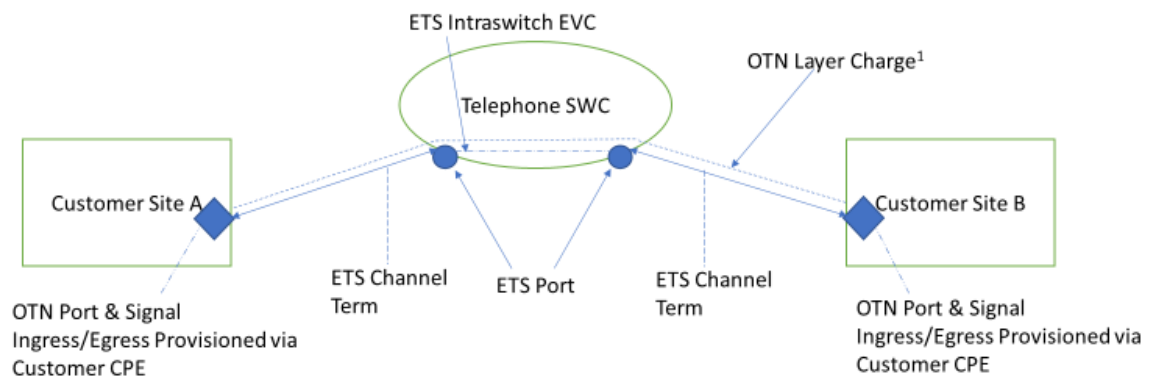 ETS Intraswitch EVC
OTN Layer Charge¹
Telephone SWC
Customer Site A
Customer Site B
ETS Channel
Term
ETS Port
ETS Channel
Term
OTN Port & Signal
Ingress/Egress Provisioned via
Customer CPE
OTN Port & Signal
Ingress/Egress Provisioned via
Customer CPE